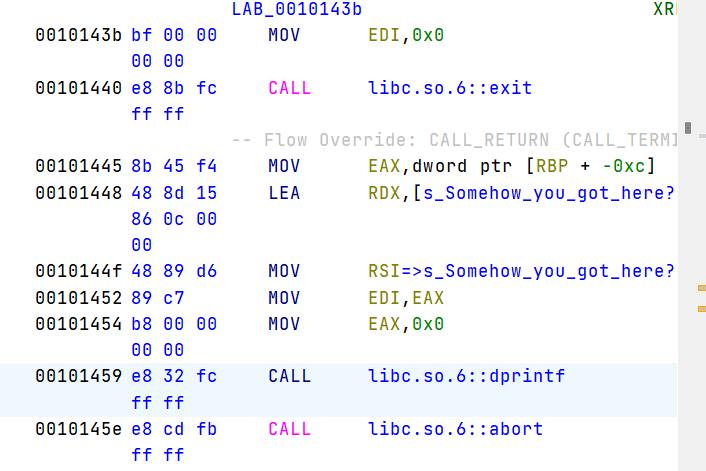 LAB_0010143b XR
0010143b bf 00 00 MOV EDI,0x0
00 00
00101440 e8 8b fc CALL libc.so.6::exit
ff ff
-- Flow Override: CALL_RETURN (CALL_TERMI
00101445 8b 45 f4 MOV EAX,dword ptr [RBP + -0xc]
00101448 48 8d 15 LEA RDX,[s_Somehow_you_got_here?
86 0c 00
00
0010144f 48 89 d6 MOV RSI=>s_Somehow_you_got_here?
00101452 89 c7 MOV EDI,EAX
00101454 b8 00 00 MOV EAX,0x0
00 00
00101459 e8 32 fc CALL libc.so.6::dprintf
ff ff
0010145e e8 cd fb CALL libc.so.6::abort
ff ff